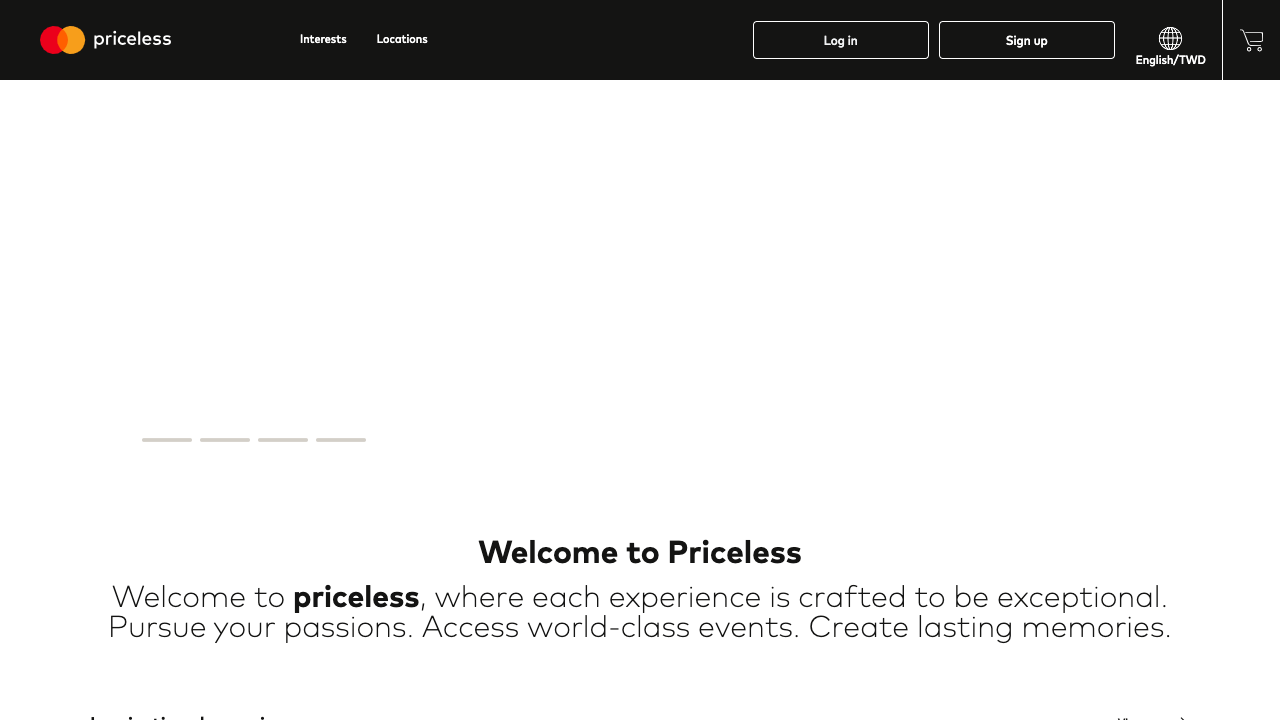 priceless
Interests
Locations
Log in
Sign up
English/TWD
Welcome to Priceless
Welcome to priceless, where each experience is crafted to be exceptional.
Pursue your passions. Access world-class events. Create lasting memories.